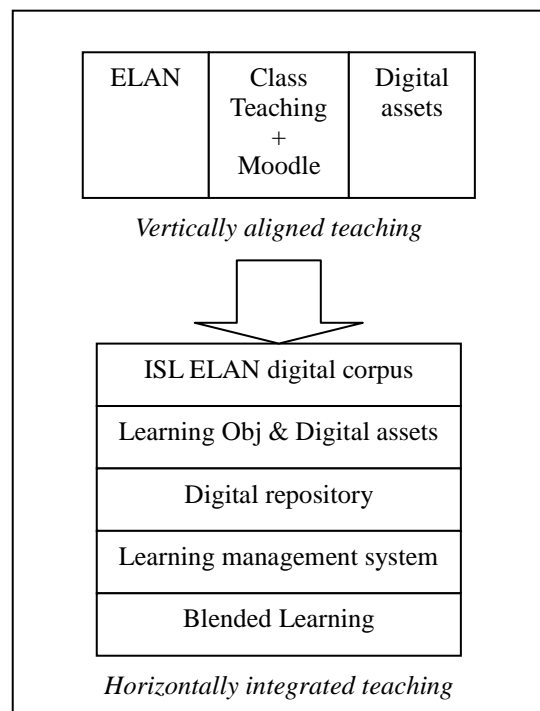 ELAN
Class
Teaching
+
Moodle
Digital
assets
Vertically aligned teaching
ISL ELAN digital corpus
Learning Obj & Digital assets
Digital repository
Learning management system
Blended Learning
Horizontally integrated teaching